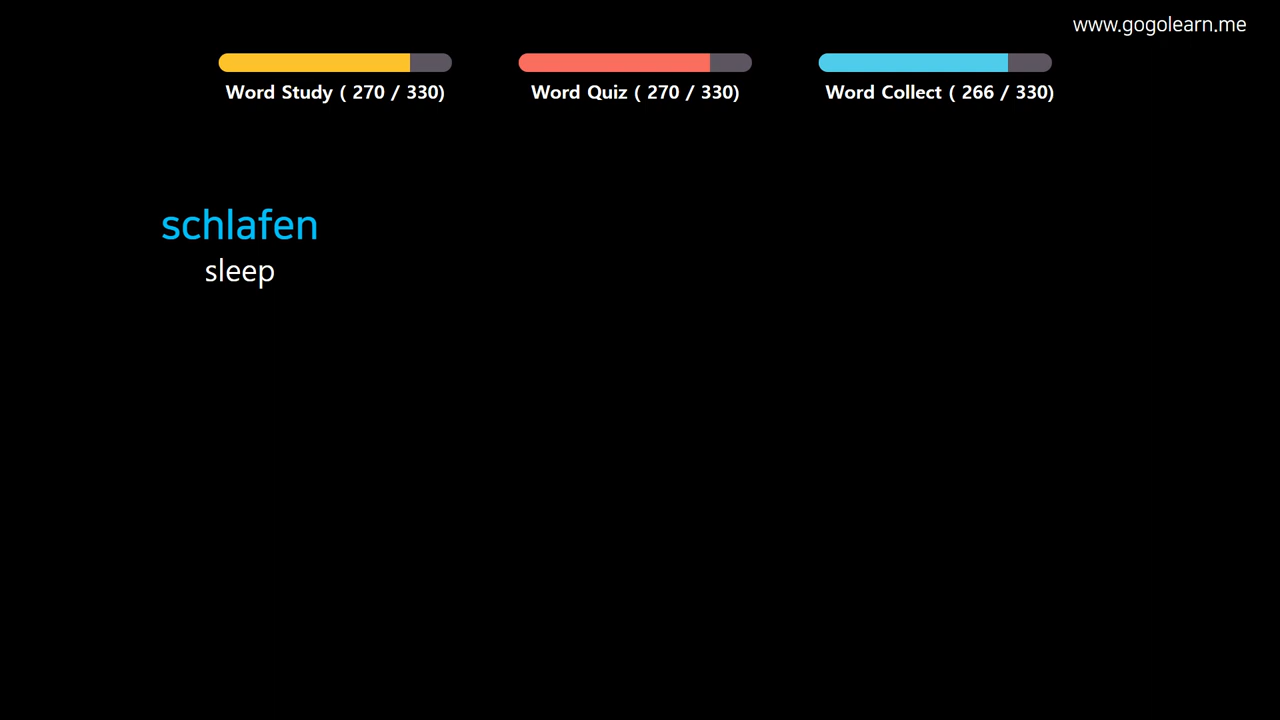 www.gogolearn.me
Word Study ( 270 / 330)
Word Quiz ( 270 / 330)
Word Collect ( 266 / 330)
schlafen
sleep